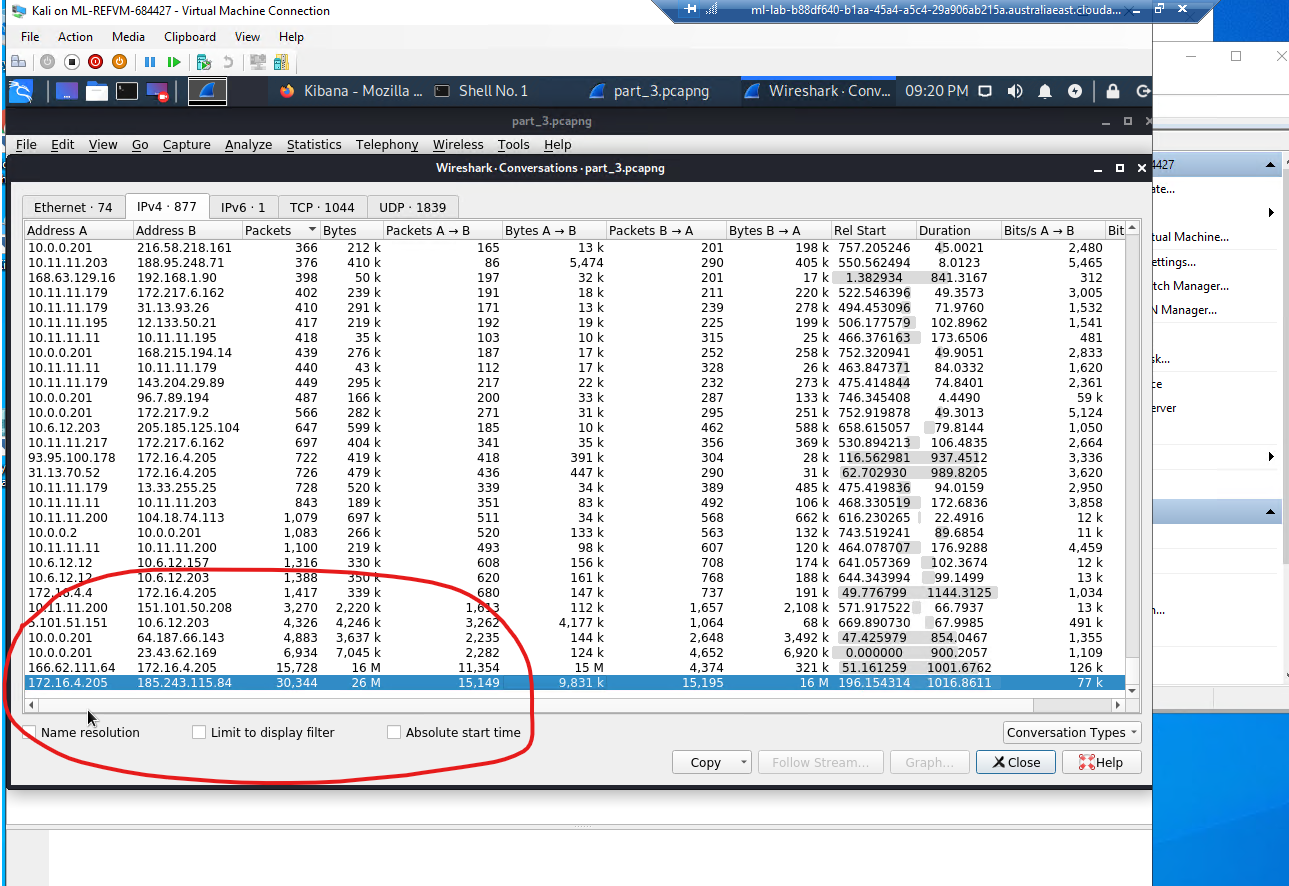 Kali on ML-REFVM-684427 - Virtual Machine Connection
ml-lab-b88df640-b1aa-45a4-a5c4-29a906ab215a.australiaeast.clouda...
File Action Media Clipboard View Help
Kibana - Mozilla ... Shell No. 1 part_3.pcapng Wireshark · Conv... 09:20 PM
part_3.pcapng
File Edit View Go Capture Analyze Statistics Telephony Wireless Tools Help
Wireshark · Conversations · part_3.pcapng
Ethernet · 74 IPv4 · 877 IPv6 · 1 TCP · 1044 UDP · 1839
Address A Address B Packets Bytes Packets A → B Bytes A → B Packets B → A Bytes B → A Rel Start Duration Bits/s A → B Bit
10.0.0.201 216.58.218.161 366 212 k 165 13 k 201 198 k 757.205246 45.0021 2,480
10.11.11.203 188.95.248.71 376 410 k 86 5,474 290 405 k 550.562494 8.0123 5,465
168.63.129.16 192.168.1.90 398 50 k 197 32 k 201 17 k 1.382934 841.3167 312
10.11.11.179 172.217.6.162 402 239 k 191 18 k 211 220 k 522.546396 49.3573 3,005
10.11.11.179 31.13.93.26 410 291 k 171 13 k 239 278 k 494.453096 71.9760 1,532
10.11.11.195 12.133.50.21 417 219 k 192 19 k 225 199 k 506.177579 102.8962 1,541
10.11.11.11 10.11.11.195 418 35 k 103 10 k 315 25 k 466.376163 173.6506 481
10.0.0.201 168.215.194.14 439 276 k 187 17 k 252 258 k 752.320941 49.9051 2,833
10.11.11.11 10.11.11.179 440 43 k 112 17 k 328 26 k 463.847371 84.0332 1,620
10.11.11.179 143.204.29.89 449 295 k 217 22 k 232 273 k 475.414844 74.8401 2,361
10.0.0.201 96.7.89.194 487 166 k 200 33 k 287 133 k 746.345408 4.4490 59 k
10.0.0.201 172.217.9.2 566 282 k 271 31 k 295 251 k 752.919878 49.3013 5,124
10.6.12.203 205.185.125.104 647 599 k 185 10 k 462 588 k 658.615057 79.8144 1,050
10.11.11.217 172.217.6.162 697 404 k 341 35 k 356 369 k 530.894213 106.4835 2,664
93.95.100.178 172.16.4.205 722 419 k 418 391 k 304 28 k 116.562981 937.4512 3,336
31.13.70.52 172.16.4.205 726 479 k 436 447 k 290 31 k 62.702930 989.8205 3,620
10.11.11.179 13.33.255.25 728 520 k 339 34 k 389 485 k 475.419836 94.0159 2,950
10.11.11.11 10.11.11.203 843 189 k 351 83 k 492 106 k 468.330519 172.6836 3,858
10.11.11.200 104.18.74.113 1,079 697 k 511 34 k 568 662 k 616.230265 22.4916 12 k
10.0.0.2 10.0.0.201 1,083 266 k 520 133 k 563 132 k 743.519241 89.6854 11 k
10.11.11.11 10.11.11.200 1,100 219 k 493 98 k 607 120 k 464.078707 176.9288 4,459
10.6.12.12 10.6.12.157 1,316 330 k 608 156 k 708 174 k 641.057369 102.3674 12 k
10.6.12.12 10.6.12.203 1,388 350 k 620 161 k 768 188 k 644.343994 99.1499 13 k
172.16.4.4 172.16.4.205 1,417 339 k 680 147 k 737 191 k 49.776799 1144.3125 1,034
10.11.11.200 151.101.50.208 3,270 2,220 k 1,613 112 k 1,657 2,108 k 571.917522 66.7937 13 k
5.101.51.151 10.6.12.203 4,326 4,246 k 3,262 4,177 k 1,064 68 k 669.890730 67.9985 491 k
10.0.0.201 64.187.66.143 4,883 3,637 k 2,235 144 k 2,648 3,492 k 47.425979 854.0467 1,355
10.0.0.201 23.43.62.169 6,934 7,045 k 2,282 124 k 4,652 6,920 k 0.000000 900.2057 1,109
166.62.111.64 172.16.4.205 15,728 16 M 11,354 15 M 4,374 321 k 51.161259 1001.6762 126 k
172.16.4.205 185.243.115.84 30,344 26 M 15,149 9,831 k 15,195 16 M 196.154314 1016.8611 77 k
Name resolution Limit to display filter Absolute start time Conversation Types
Copy Follow Stream... Graph... Close Help
4427
ate...
tual Machine...
ettings...
tch Manager...
N Manager...
sk...
ce
erver
n...